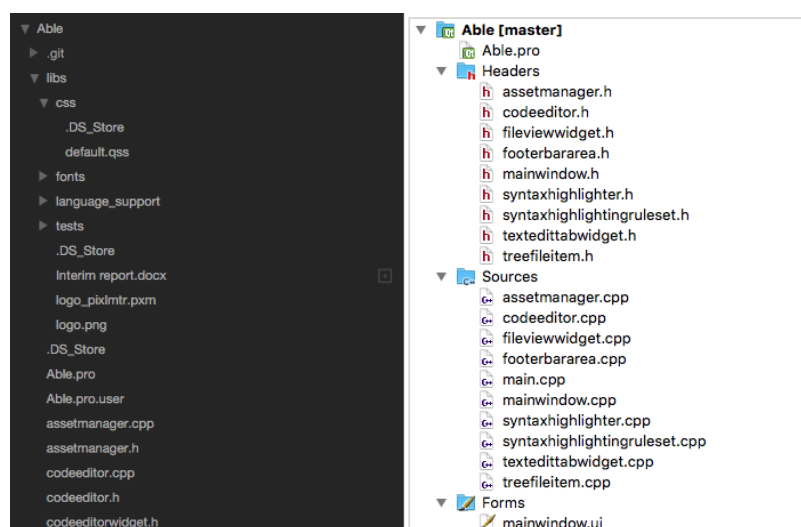 Able
.git
libs
css
.DS_Store
default.qss
fonts
language_support
tests
.DS_Store
Interim report.docx
logo_pixlmtr.pxm
logo.png
.DS_Store
Able.pro
Able.pro.user
assetmanager.cpp
assetmanager.h
codeeditor.cpp
codeeditor.h
codeeditorwidget.h
Able [master]
Able.pro
Headers
assetmanager.h
codeeditor.h
fileviewwidget.h
footerbararea.h
mainwindow.h
syntaxhighlighter.h
syntaxhighlightingruleset.h
textedittabwidget.h
treefileitem.h
Sources
assetmanager.cpp
codeeditor.cpp
fileviewwidget.cpp
footerbararea.cpp
main.cpp
mainwindow.cpp
syntaxhighlighter.cpp
syntaxhighlightingruleset.cpp
textedittabwidget.cpp
treefileitem.cpp
Forms
mainwindow.ui